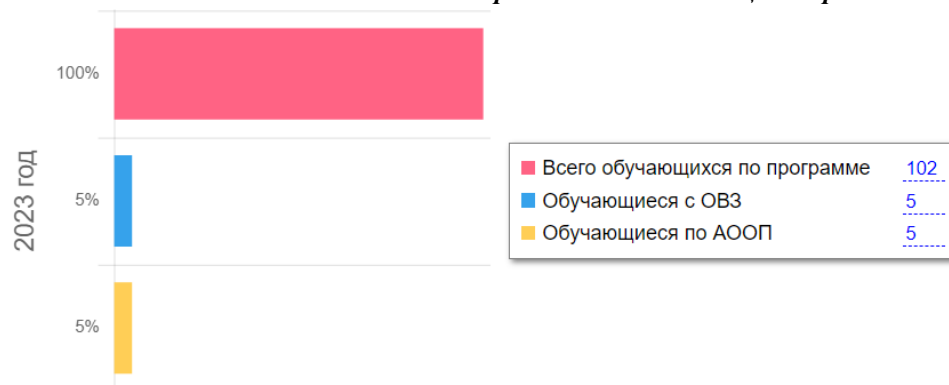 100%
2023 год
5%
5%
Всего обучающихся по программе 102
Обучающиеся с ОВЗ 5
Обучающиеся по АООП 5